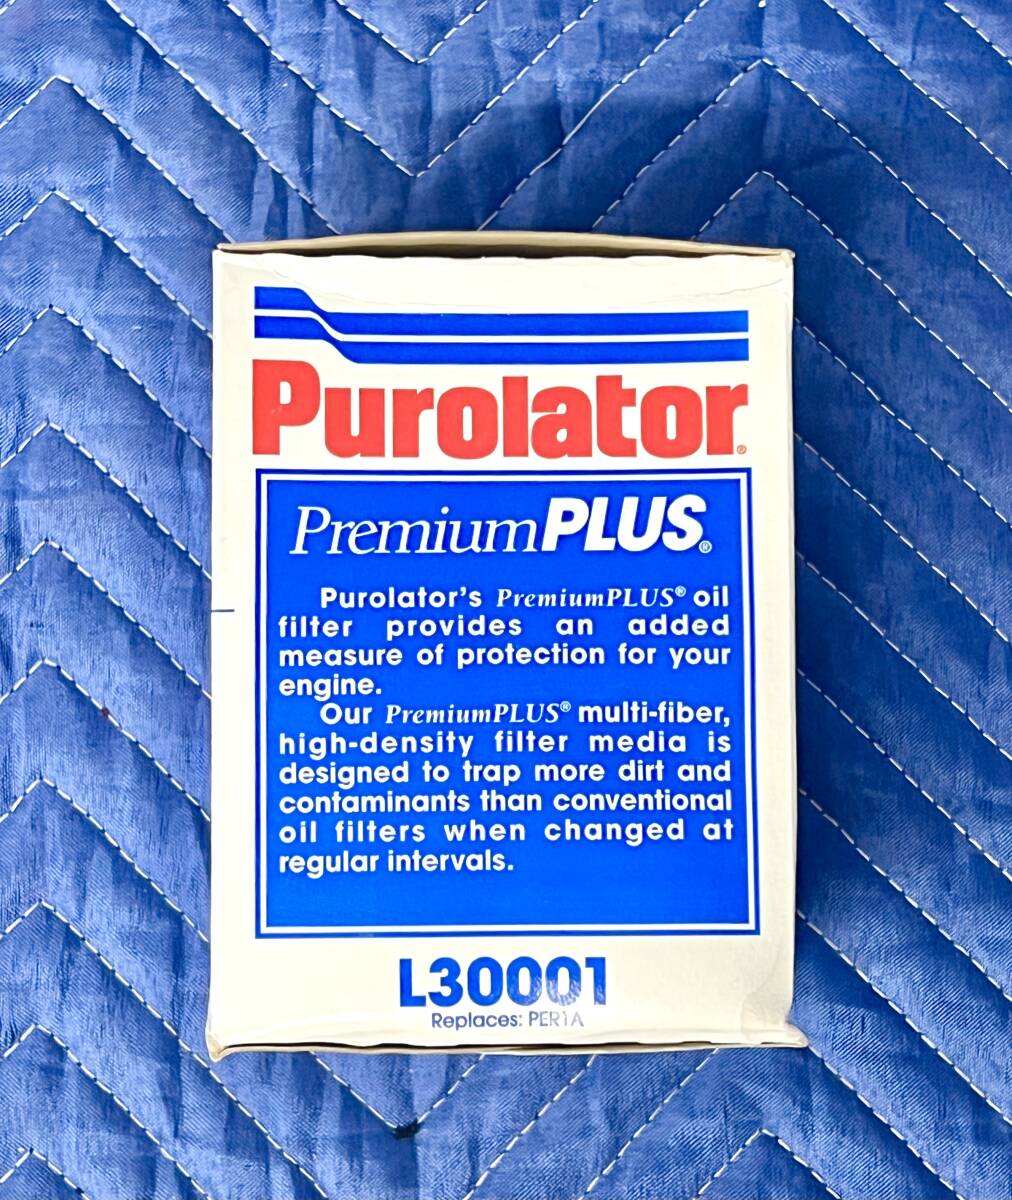 Purolator®
PremiumPLUS®
Purolator's PremiumPLUS® oil
filter provides an added
measure of protection for your
engine.
Our PremiumPLUS® multi-fiber,
high-density filter media is
designed to trap more dirt and
contaminants than conventional
oil filters when changed at
regular intervals.
L30001
Replaces: PER1A